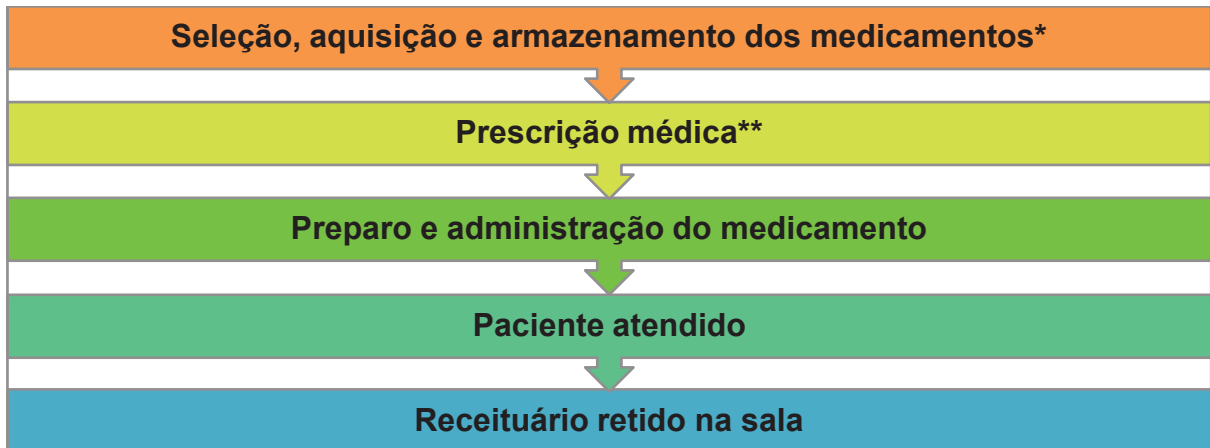 Seleção, aquisição e armazenamento dos medicamentos*
Prescrição médica**
Preparo e administração do medicamento
Paciente atendido
Receituário retido na sala